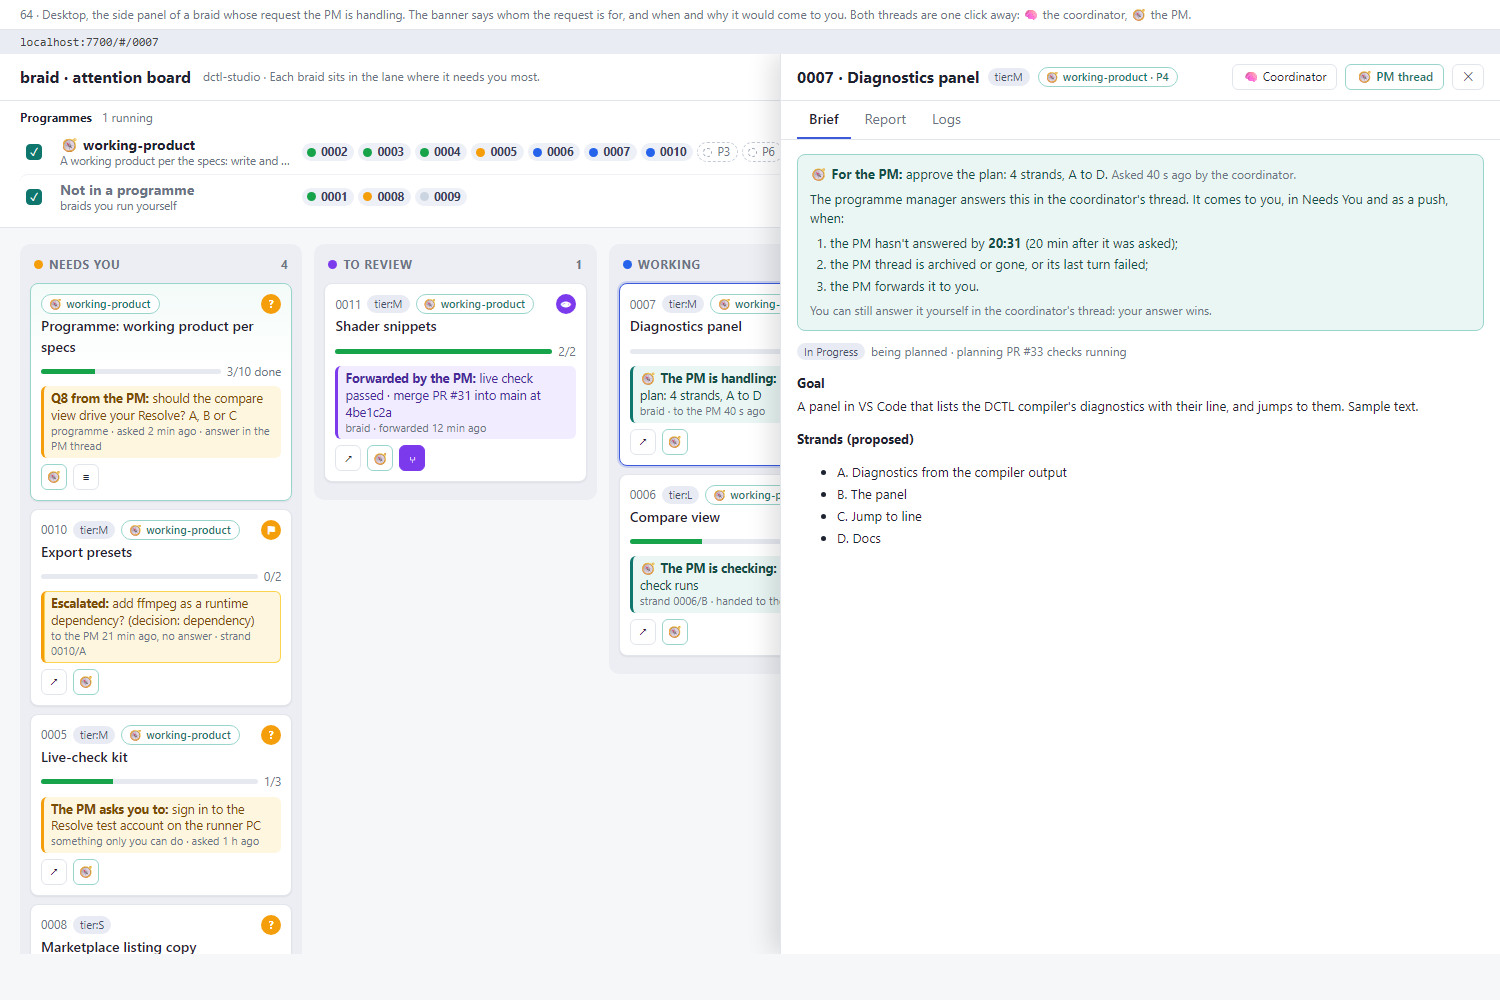 64 · Desktop, the side panel of a braid whose request the PM is handling. The banner says whom the request is for, and when and why it would come to you. Both threads are one click away: 🧠 the coordinator, 🧭 the PM.
localhost:7700/#/0007
braid · attention board dctl-studio · Each braid sits in the lane where it needs you most.
Programmes 1 running
working-product
A working product per the specs: write and ...
0002 0003 0004 0005 0006 0007 0010 P3 P6
Not in a programme
braids you run yourself
0001 0008 0009
NEEDS YOU 4
working-product ?
Programme: working product per
specs
3/10 done
Q8 from the PM: should the compare
view drive your Resolve? A, B or C
programme · asked 2 min ago · answer in the
PM thread
0010 tier:M working-product
Export presets
0/2
Escalated: add ffmpeg as a runtime
dependency? (decision: dependency)
to the PM 21 min ago, no answer · strand
0010/A
0005 tier:M working-product ?
Live-check kit
1/3
The PM asks you to: sign in to the
Resolve test account on the runner PC
something only you can do · asked 1 h ago
0008 tier:S ?
Marketplace listing copy
TO REVIEW 1
0011 tier:M working-product
Shader snippets
2/2
Forwarded by the PM: live check
passed · merge PR #31 into main at
4be1c2a
braid · forwarded 12 min ago
WORKING
0007 tier:M working-
Diagnostics panel
The PM is handling:
plan: 4 strands, A to D
braid · to the PM 40 s ago
0006 tier:L working-p
Compare view
The PM is checking:
check runs
strand 0006/B · handed to th
0007 · Diagnostics panel tier:M working-product · P4 Coordinator PM thread ×
Brief Report Logs
For the PM: approve the plan: 4 strands, A to D. Asked 40 s ago by the coordinator.
The programme manager answers this in the coordinator's thread. It comes to you, in Needs You and as a push,
when:
1. the PM hasn't answered by 20:31 (20 min after it was asked);
2. the PM thread is archived or gone, or its last turn failed;
3. the PM forwards it to you.
You can still answer it yourself in the coordinator's thread: your answer wins.
In Progress being planned · planning PR #33 checks running
Goal
A panel in VS Code that lists the DCTL compiler's diagnostics with their line, and jumps to them. Sample text.
Strands (proposed)
A. Diagnostics from the compiler output
B. The panel
C. Jump to line
D. Docs